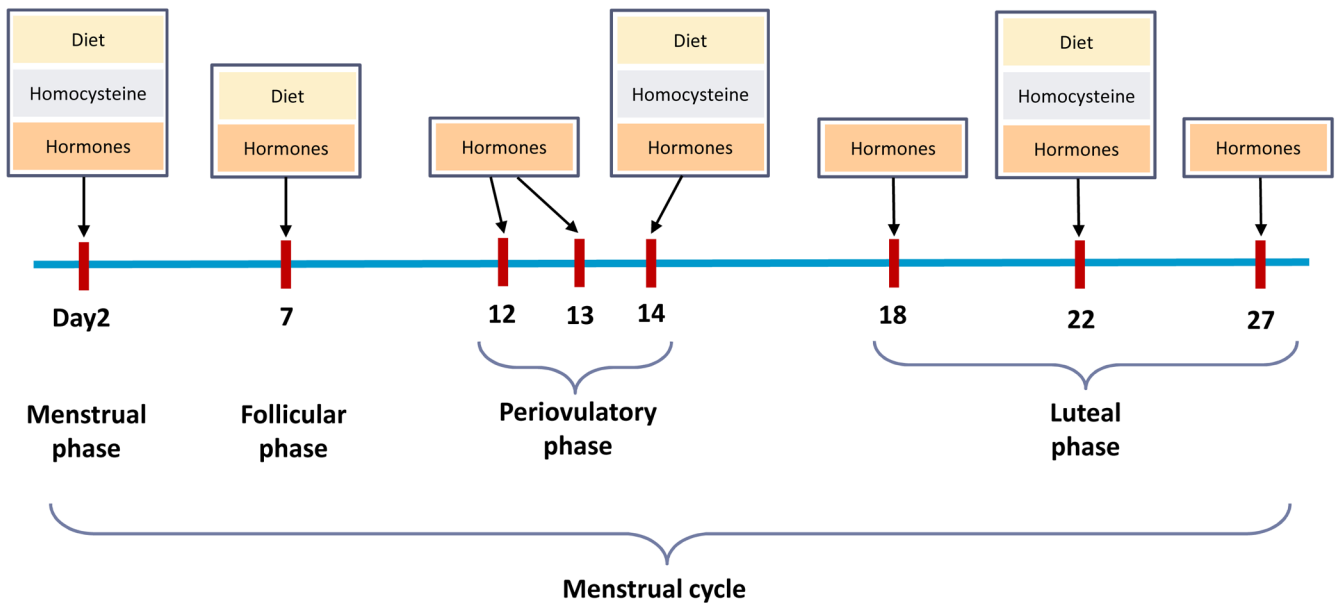 Diet
Homocysteine
Hormones
Diet
Hormones
Hormones
Diet
Homocysteine
Hormones
Hormones
Diet
Homocysteine
Hormones
Hormones
Day2
7
12
13
14
18
22
27
Menstrual
phase
Follicular
phase
Periovulatory
phase
Luteal
phase
Menstrual cycle